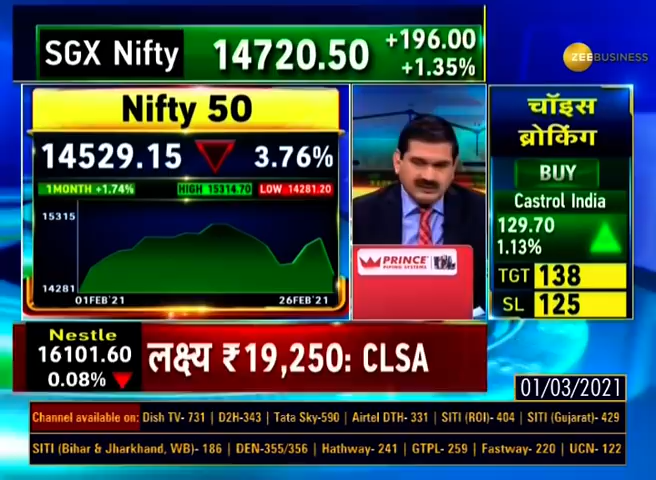 SGX Nifty 14720.50 +196.00
+1.35%
ZEE BUSINESS
Nifty 50
14529.15 3.76%
1MONTH +1.74% HIGH 15314.70 LOW 14281.20
15315
14281
01FEB'21 26FEB'21
PRINCE
PIPING SYSTEMS
चॉइस
ब्रोकिंग
BUY
Castrol India
129.70
1.13%
TGT 138
SL 125
Nestle
16101.60
0.08%
लक्ष्य ₹19,250: CLSA
01/03/2021
Channel available on: Dish TV- 731 | D2H-343 | Tata Sky-590 | Airtel DTH- 331 | SITI (ROI)- 404 | SITI (Gujarat)- 429
SITI (Bihar & Jharkhand, WB)- 186 | DEN-355/356 | Hathway- 241 | GTPL- 259 | Fastway- 220 | UCN- 122